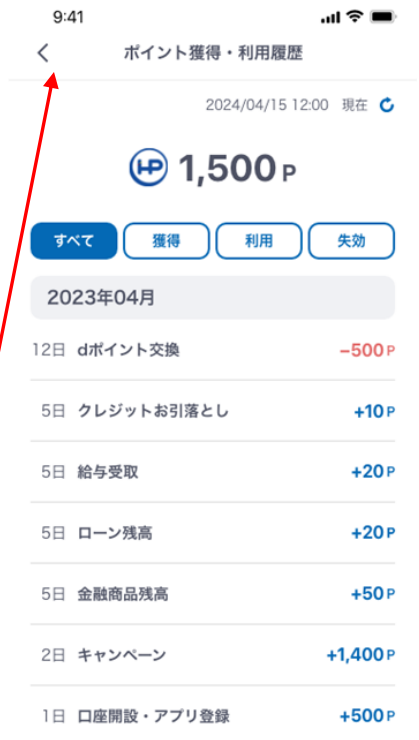 9:41
ポイント獲得・利用履歴
2024/04/15 12:00 現在
HP 1,500 P
すべて 獲得 利用 失効
2023年04月
12日 dポイント交換 −500 P
5日 クレジットお引落とし +10 P
5日 給与受取 +20 P
5日 ローン残高 +20 P
5日 金融商品残高 +50 P
2日 キャンペーン +1,400 P
1日 口座開設・アプリ登録 +500 P